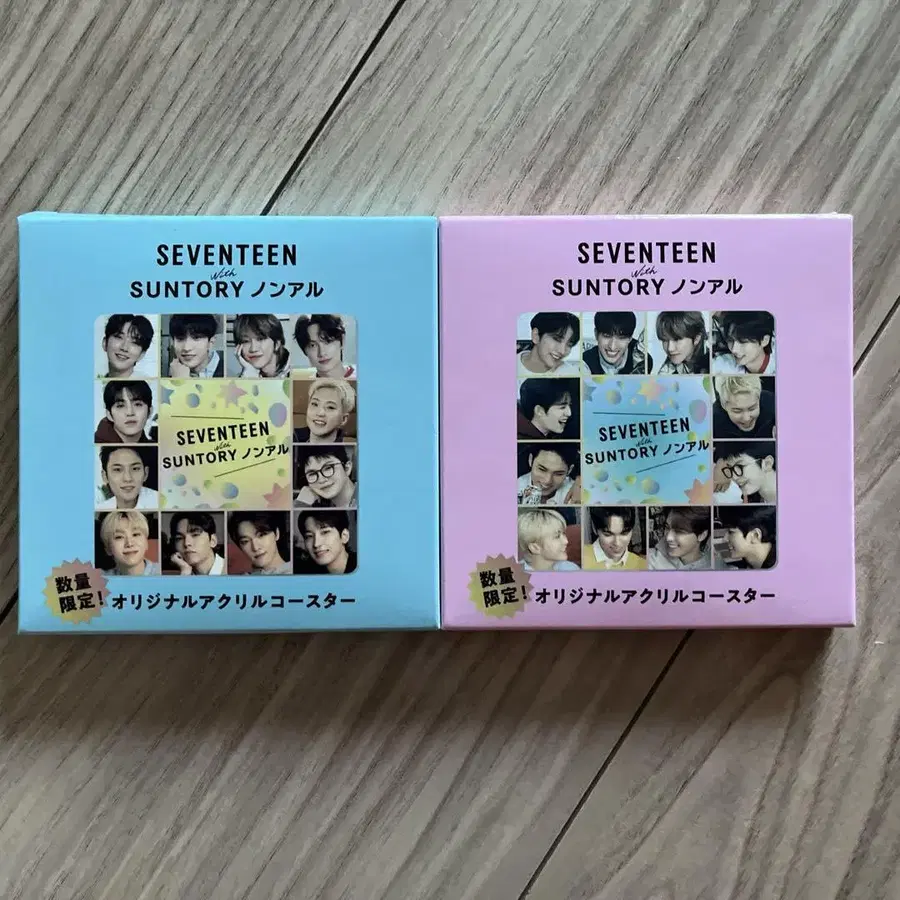 SEVENTEEN
with
SUNTORY ノンアル
SEVENTEEN
with
SUNTORY ノンアル
数量
限定!
オリジナルアクリルコースター
SEVENTEEN
with
SUNTORY ノンアル
SEVENTEEN
with
SUNTORY ノンアル
数量
限定!
オリジナルアクリルコースター